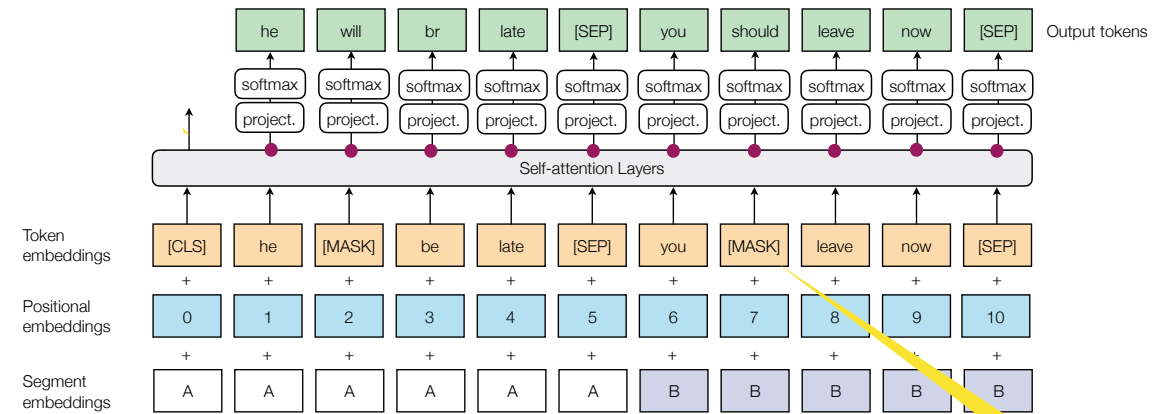 he will br late [SEP] you should leave now [SEP] Output tokens
softmax softmax softmax softmax softmax softmax softmax softmax softmax softmax
project. project. project. project. project. project. project. project. project. project.
Self-attention Layers
Token embeddings [CLS] he [MASK] be late [SEP] you [MASK] leave now [SEP]
+ + + + + + + + + + +
Positional embeddings 0 1 2 3 4 5 6 7 8 9 10
+ + + + + + + + + + +
Segment embeddings A A A A A A B B B B B